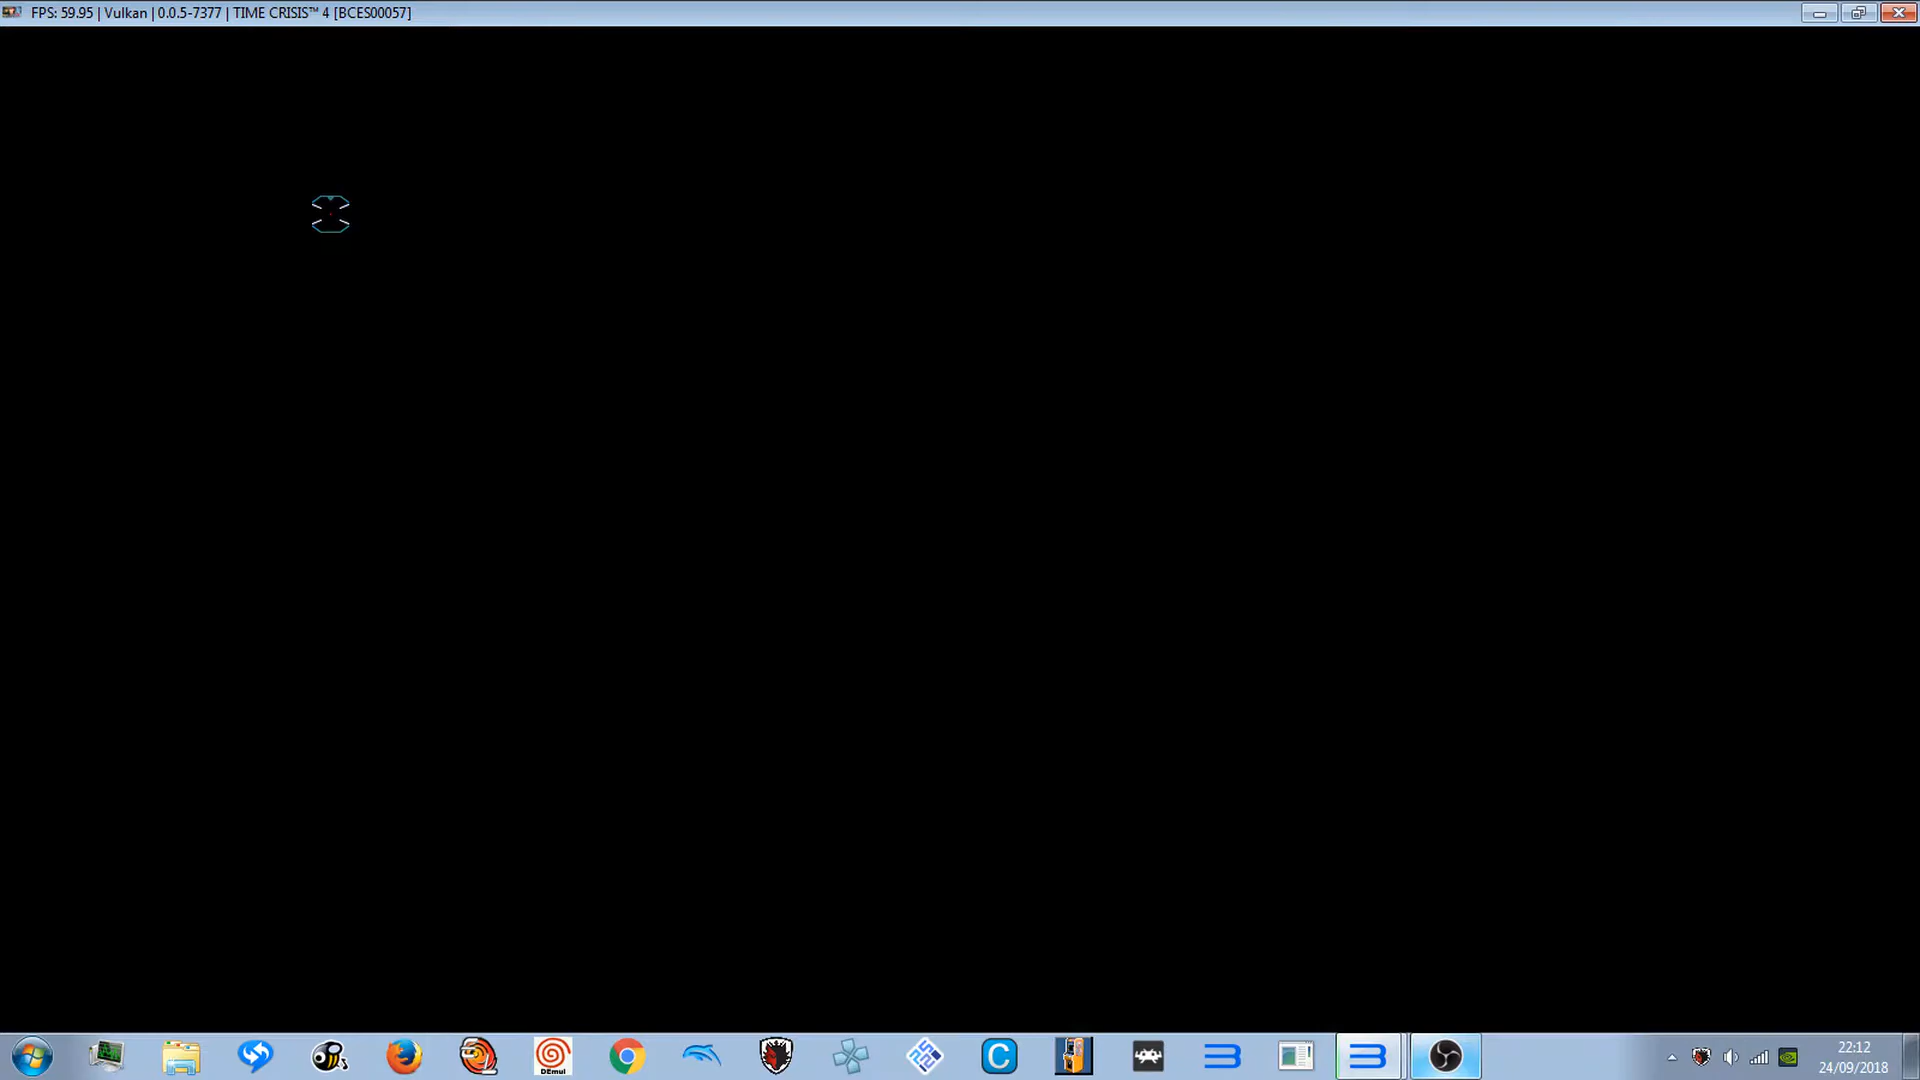 FPS: 59.95 | Vulkan | 0.0.5-7377 | TIME CRISIS™ 4 [BCES00057]
DEmul
22:12
24/09/2018